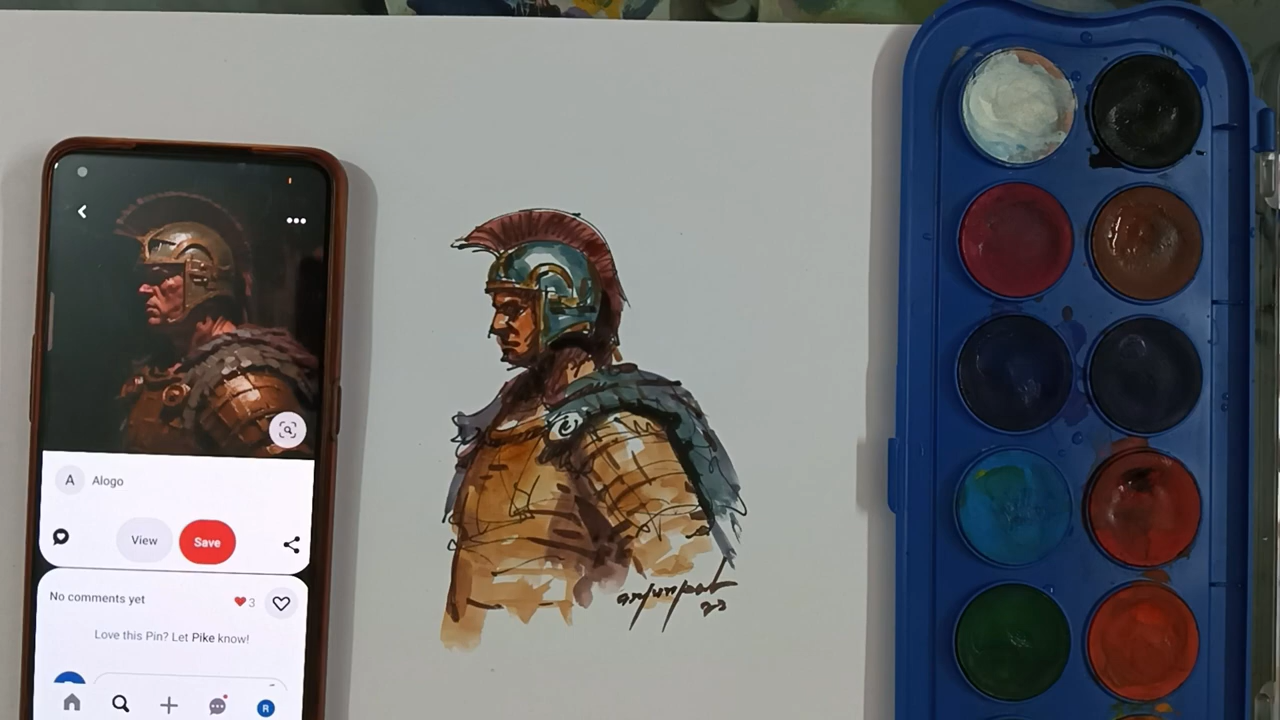 A Alogo
View Save
No comments yet
3
Love this Pin? Let Pike know!
R